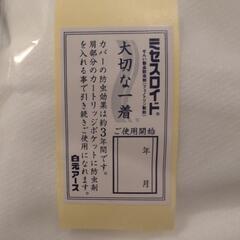 ミセスロイド®
大切な一着
カバーの防虫効果は約3年間です。
肩部分のカートリッジポケットに防虫剤
を入れる事で引き続きご使用になれます。
ご使用開始
年
月
白元アース